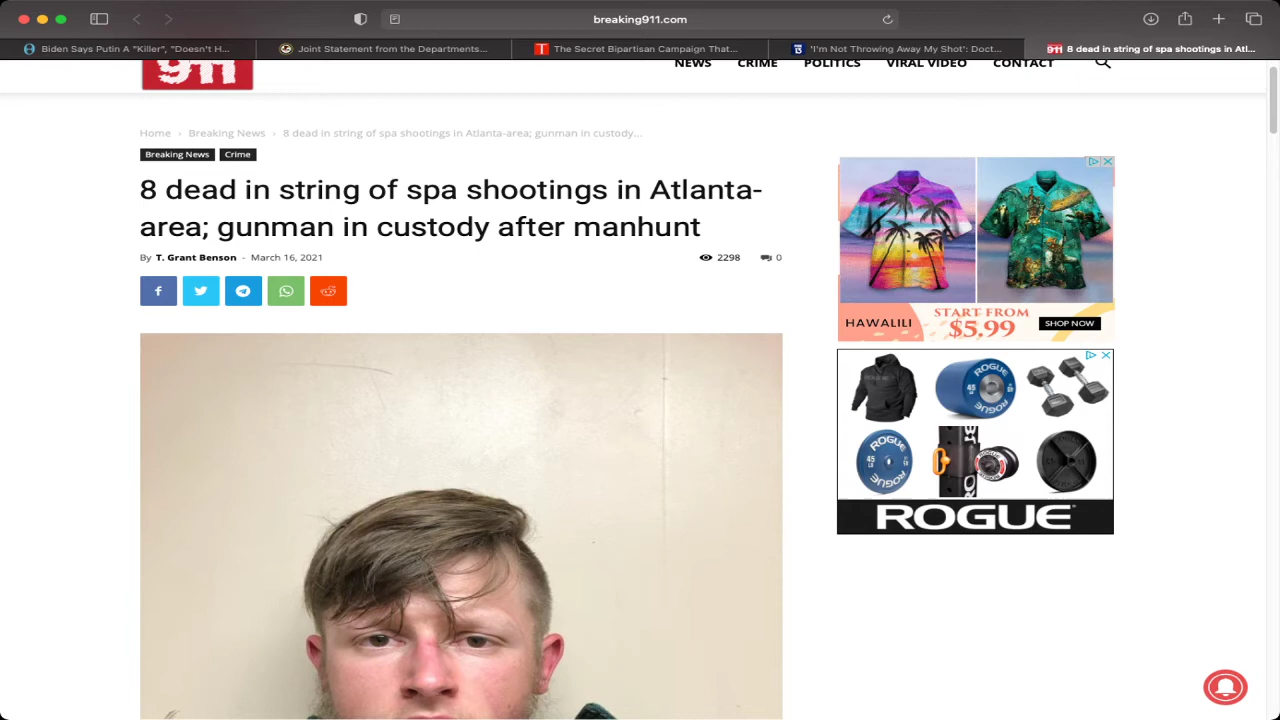 breaking911.com
Biden Says Putin A "Killer", "Doesn't H...
Joint Statement from the Departments...
The Secret Bipartisan Campaign That...
'I'm Not Throwing Away My Shot': Doct...
8 dead in string of spa shootings in Atl...
911
NEWS CRIME POLITICS VIRAL VIDEO CONTACT
Home › Breaking News › 8 dead in string of spa shootings in Atlanta-area; gunman in custody...
Breaking News Crime
8 dead in string of spa shootings in Atlanta-
area; gunman in custody after manhunt
By T. Grant Benson - March 16, 2021
2298 0
HAWALILI
START FROM
$5.99
SHOP NOW
ROGUE
45
ROGUE
45
ROGUE
ROGUE